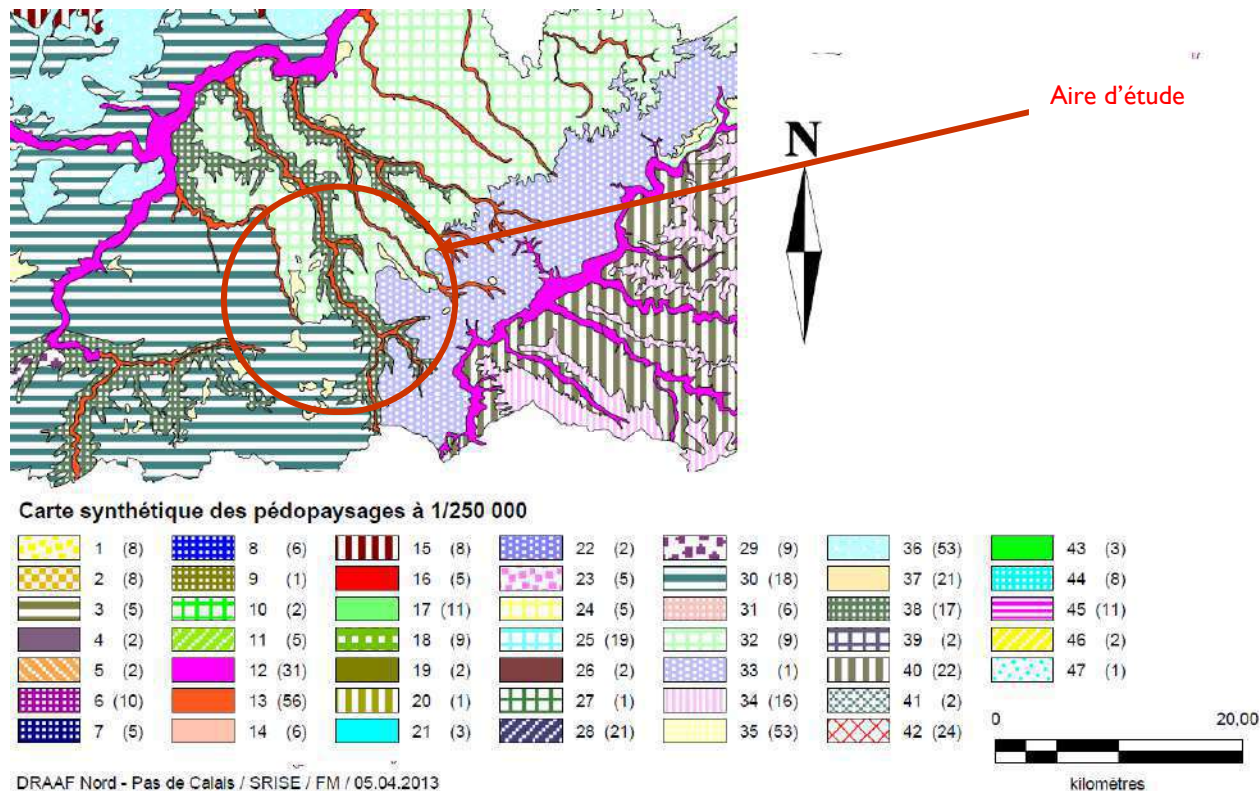 Aire d'étude
N
Carte synthétique des pédopaysages à 1/250 000
1 (8) 8 (6) 15 (8) 22 (2) 29 (9) 36 (53) 43 (3)
2 (8) 9 (1) 16 (5) 23 (5) 30 (18) 37 (21) 44 (8)
3 (5) 10 (2) 17 (11) 24 (5) 31 (6) 38 (17) 45 (11)
4 (2) 11 (5) 18 (9) 25 (19) 32 (9) 39 (2) 46 (2)
5 (2) 12 (31) 19 (2) 26 (2) 33 (1) 40 (22) 47 (1)
6 (10) 13 (56) 20 (1) 27 (1) 34 (16) 41 (2)
7 (5) 14 (6) 21 (3) 28 (21) 35 (53) 42 (24)
0 20,00
kilomètres
DRAAF Nord - Pas de Calais / SRISE / FM / 05.04.2013